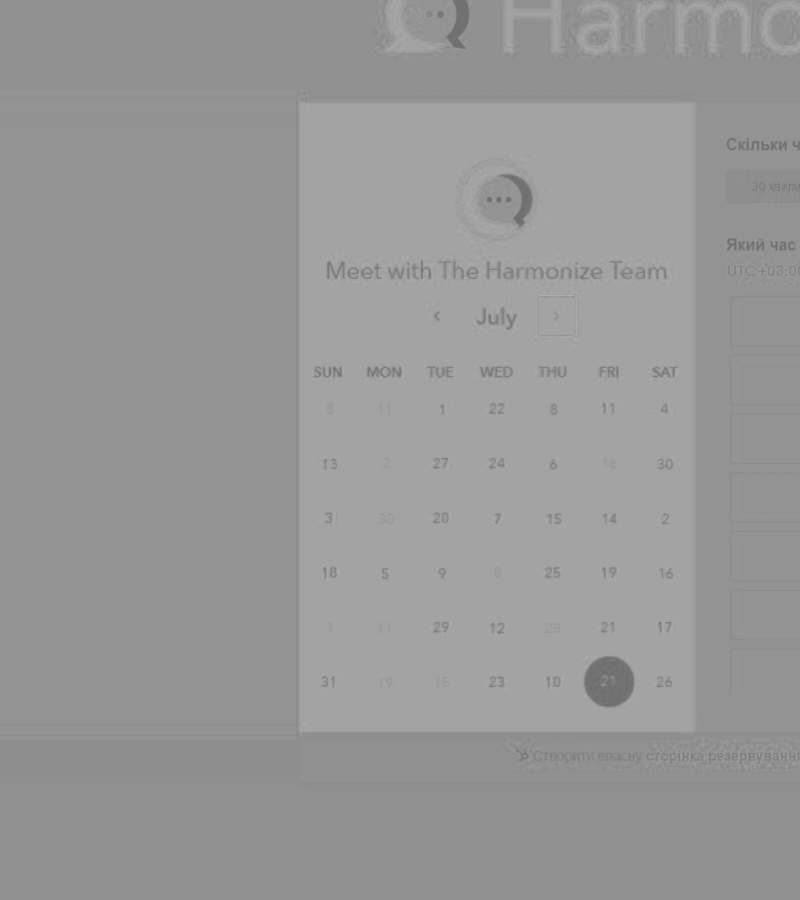 Harmo
Скільки ч
30 хвили
Meet with The Harmonize Team
Який час
UTC +03:00
‹ July ›
SUN MON TUE WED THU FRI SAT
11 1 22 8 11 4
13 2 27 24 6 16 30
3 30 20 7 15 14 2
18 5 9 8 25 19 16
1 11 29 12 28 21 17
31 19 15 23 10 21 26
Створити власну сторінка резервування